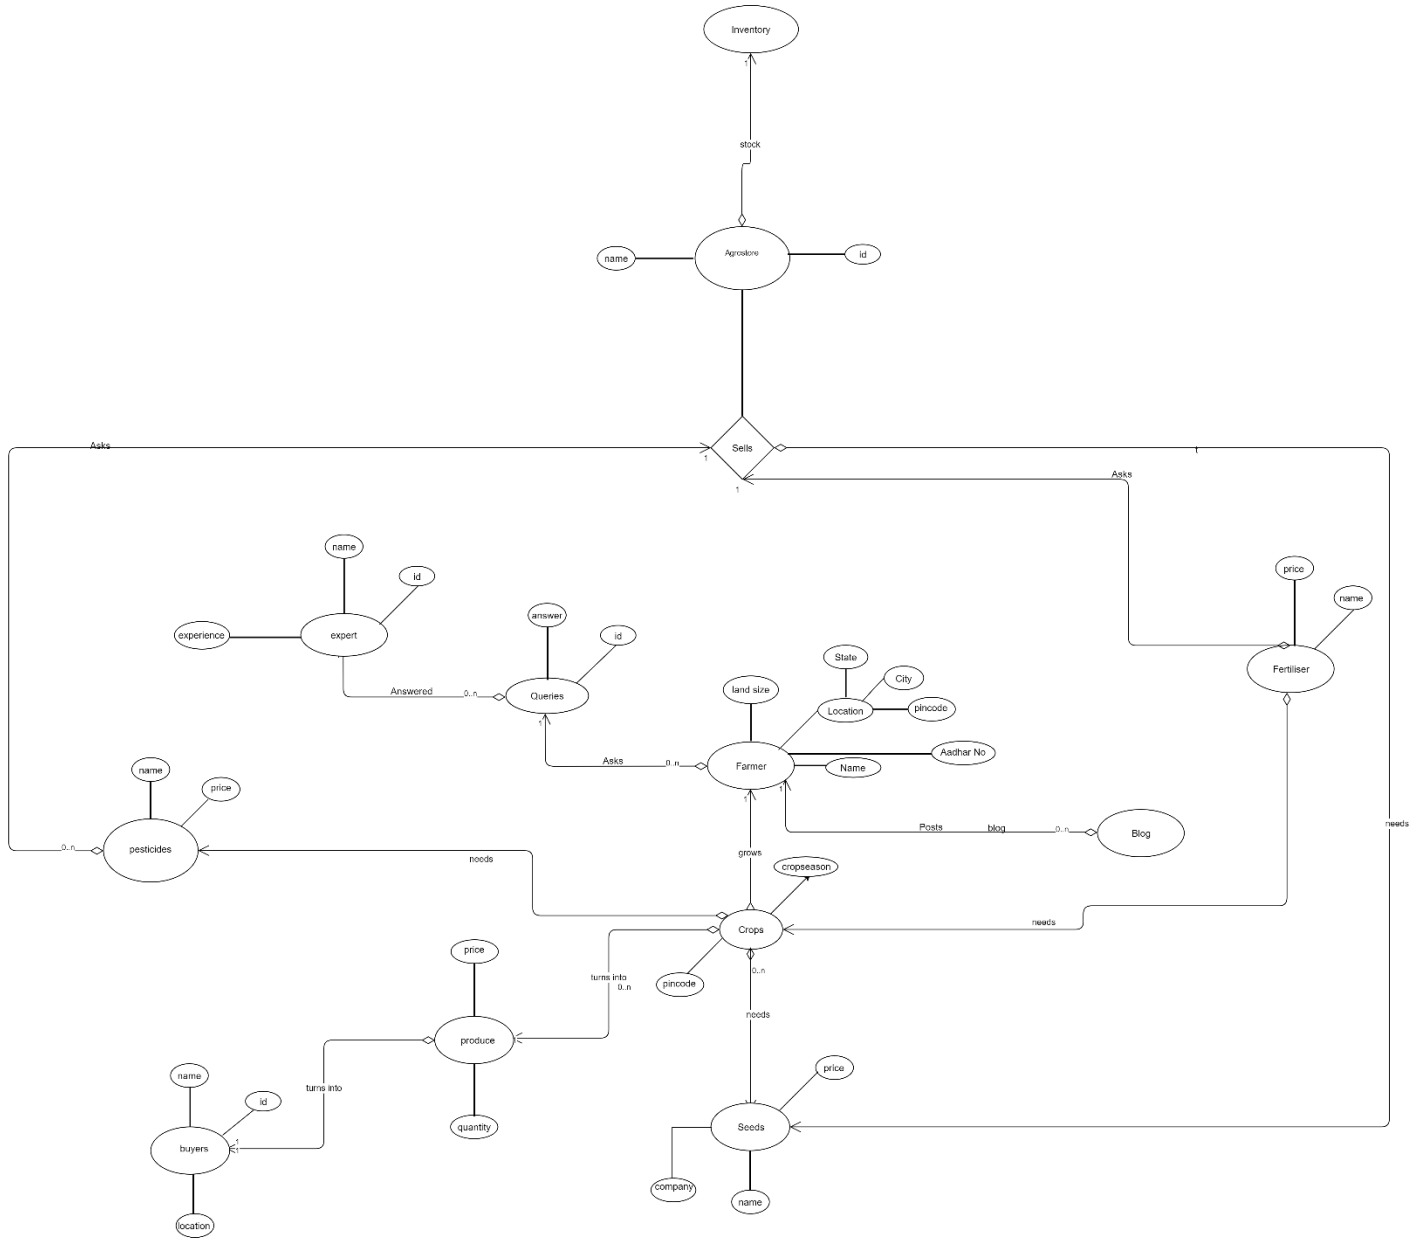 Inventory
1
stock
Agrostore
name
id
Asks
Sells
t
1
Asks
1
name
price
id
name
answer
experience
expert
id
State
Fertiliser
City
land size
Answered
0..n
Queries
Location
pincode
1
Aadhar No
Asks
0..n
Farmer
Name
name
price
1
1
needs
Posts
blog
0..n
Blog
0..n
pesticides
grows
needs
cropseason
needs
Crops
price
0..n
turns into
pincode
0..n
needs
produce
price
name
turns into
id
quantity
Seeds
1
buyers
1
company
name
location